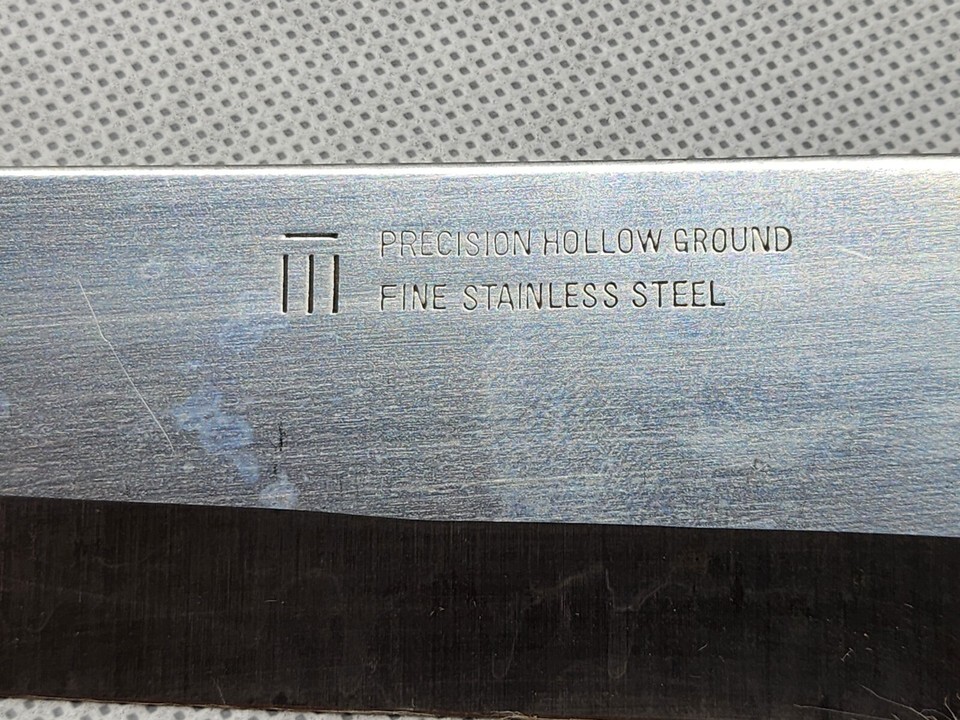 PRECISION HOLLOW GROUND
FINE STAINLESS STEEL